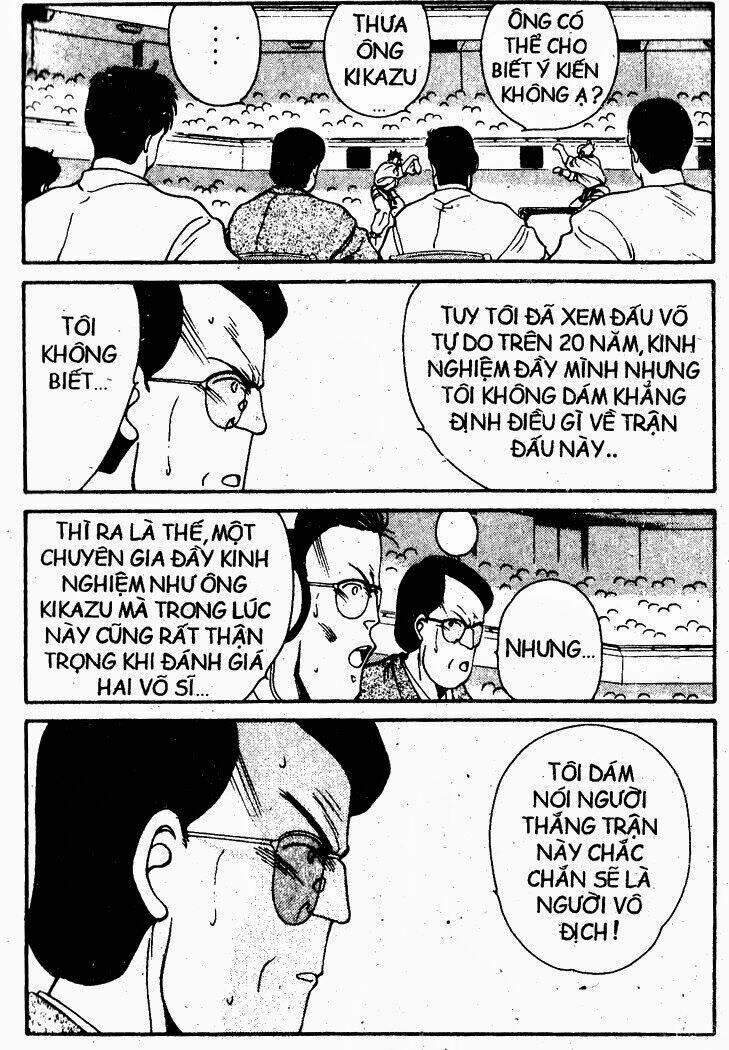 ....
THƯA
ÔNG
KIKAZU
...
ÔNG CÓ
THỂ CHO
BIẾT Ý KIẾN
KHÔNG Ạ?
TÔI
KHÔNG
BIẾT...
TUY TÔI ĐÃ XEM ĐẤU VÕ
TỰ DO TRÊN 20 NĂM, KINH
NGHIỆM ĐẦY MÌNH NHƯNG
TÔI KHÔNG DÁM KHẲNG
ĐỊNH ĐIỀU GÌ VỀ TRẬN
ĐẤU NÀY..
THÌ RA LÀ THẾ, MỘT
CHUYÊN GIA ĐẦY KINH
NGHIỆM NHƯ ÔNG
KIKAZU MÀ TRONG LÚC
NÀY CŨNG RẤT THẬN
TRỌNG KHI ĐÁNH GIÁ
HAI VÕ SĨ...
NHƯNG...
TÔI DÁM
NÓI NGƯỜI
THẮNG TRẬN
NÀY CHẮC
CHẮN SẼ LÀ
NGƯỜI VÔ
ĐỊCH!